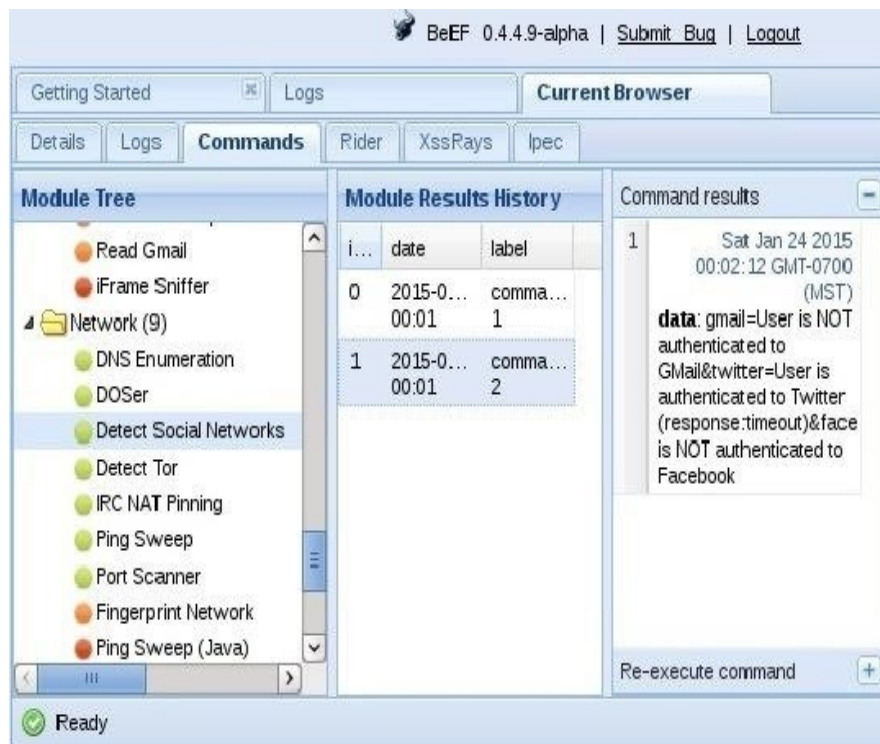 BeEF 0.4.4.9-alpha | Submit Bug | Logout
Getting Started
Logs
Current Browser
Details
Logs
Commands
Rider
XssRays
Ipec
Module Tree
Read Gmail
iFrame Sniffer
Network (9)
DNS Enumeration
DOSer
Detect Social Networks
Detect Tor
IRC NAT Pinning
Ping Sweep
Port Scanner
Fingerprint Network
Ping Sweep (Java)
Module Results History
i... date label
0 2015-0... comma...
00:01 1
1 2015-0... comma...
00:01 2
Command results
1 Sat Jan 24 2015
00:02:12 GMT-0700
(MST)
data: gmail=User is NOT
authenticated to
GMail&twitter=User is
authenticated to Twitter
(response:timeout)&face
is NOT authenticated to
Facebook
Re-execute command
Ready